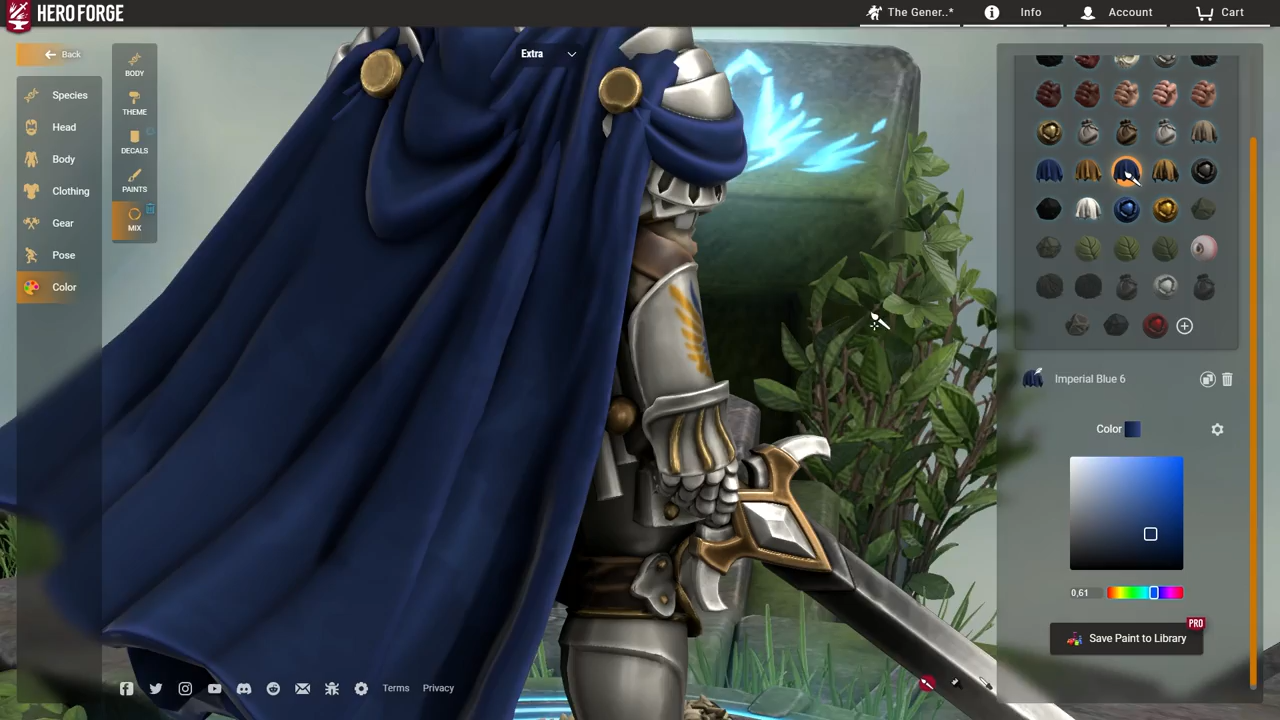 HERO FORGE
The Gener..*
Info
Account
Cart
Back
Extra
BODY
THEME
DECALS
PAINTS
MIX
Species
Head
Body
Clothing
Gear
Pose
Color
Imperial Blue 6
Color
0,61
PRO
Save Paint to Library
Terms
Privacy